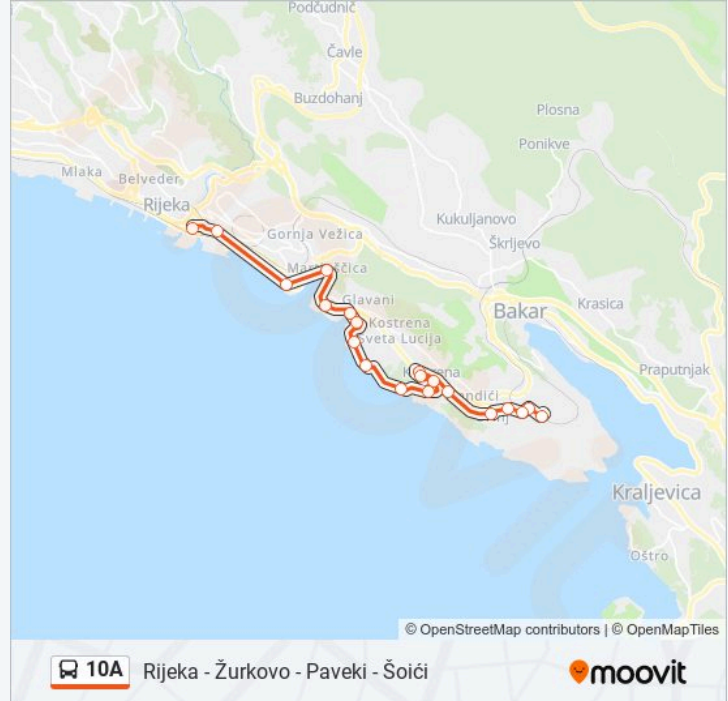 Podčudnič
Čavle
Buzdohanj
Plosna
Ponikve
Mlaka
Belveder
Rijeka
Kukuljanovo
Gornja Vežica
Škrljevo
Glavani
Krasica
Bakar
Kostrena
Sveta Lucija
Praputnjak
Kraljevica
Oštro
© OpenStreetMap contributors | © OpenMapTiles
10A Rijeka - Žurkovo - Paveki - Šoići
moovit